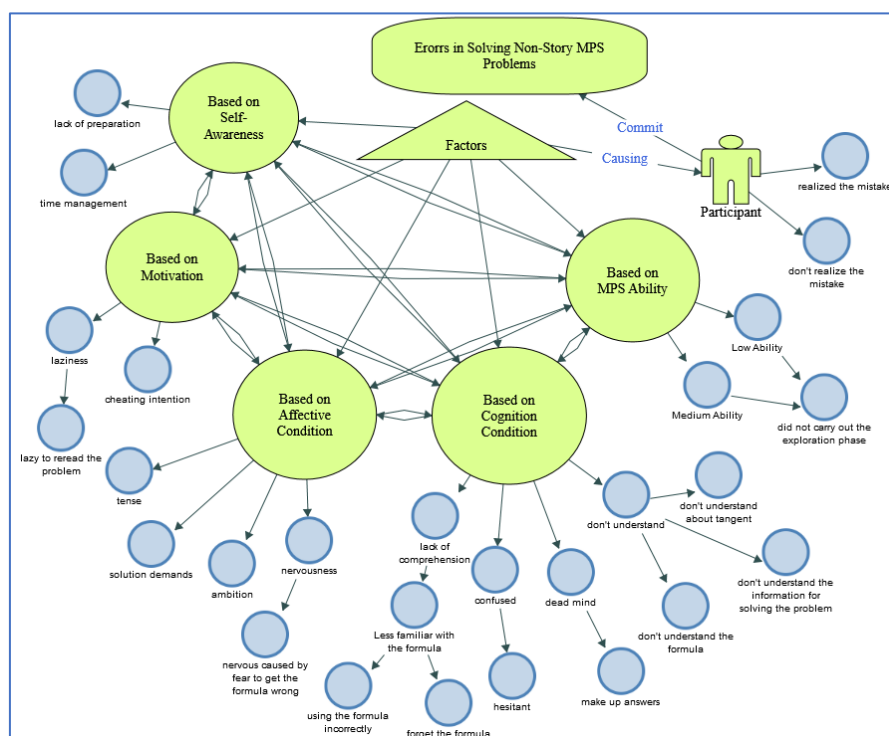 Erorrs in Solving Non-Story MPS
Problems
Based on
Self-
Awareness
lack of preparation
time management
Factors
Commit
Causing
Participant
realized the mistake
don't realize the
mistake
Based on
Motivation
Based on
MPS Ability
laziness
cheating intention
lazy to reread the
problem
Low Ability
Medium Ability
did not carry out the
exploration phase
Based on
Affective
Condition
Based on
Cognition
Condition
tense
solution demands
ambition
nervousness
nervous caused by
fear to get the
formula wrong
lack of
comprehension
Less familiar with
the formula
using the formula
incorrectly
forget the formula
confused
hesitant
dead mind
make up answers
don't understand
don't understand
about tangent
don't understand the
information for
solving the problem
don't understand the
formula